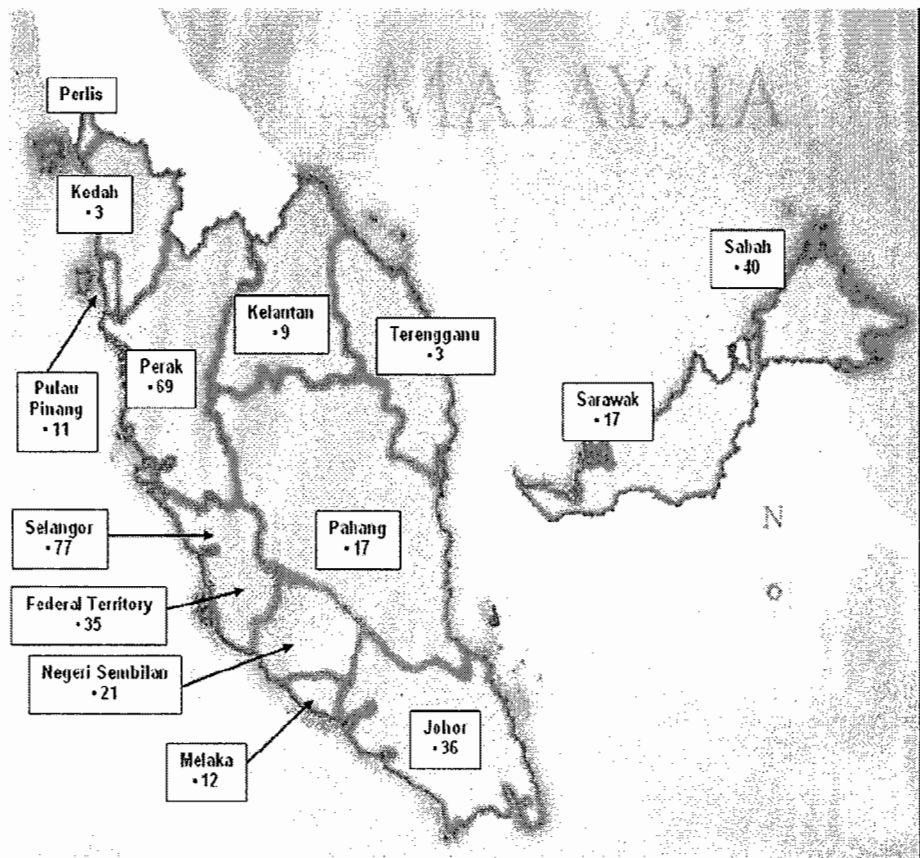 MALAYSIA
Perlis
Kedah
▪ 3
Sabah
▪ 40
Kelantan
▪ 9
Terengganu
▪ 3
Perak
▪ 69
Pulau
Pinang
▪ 11
Sarawak
▪ 17
Selangor
▪ 77
Pahang
▪ 17
N
Federal Territory
▪ 35
Negeri Sembilan
▪ 21
Johor
▪ 36
Melaka
▪ 12